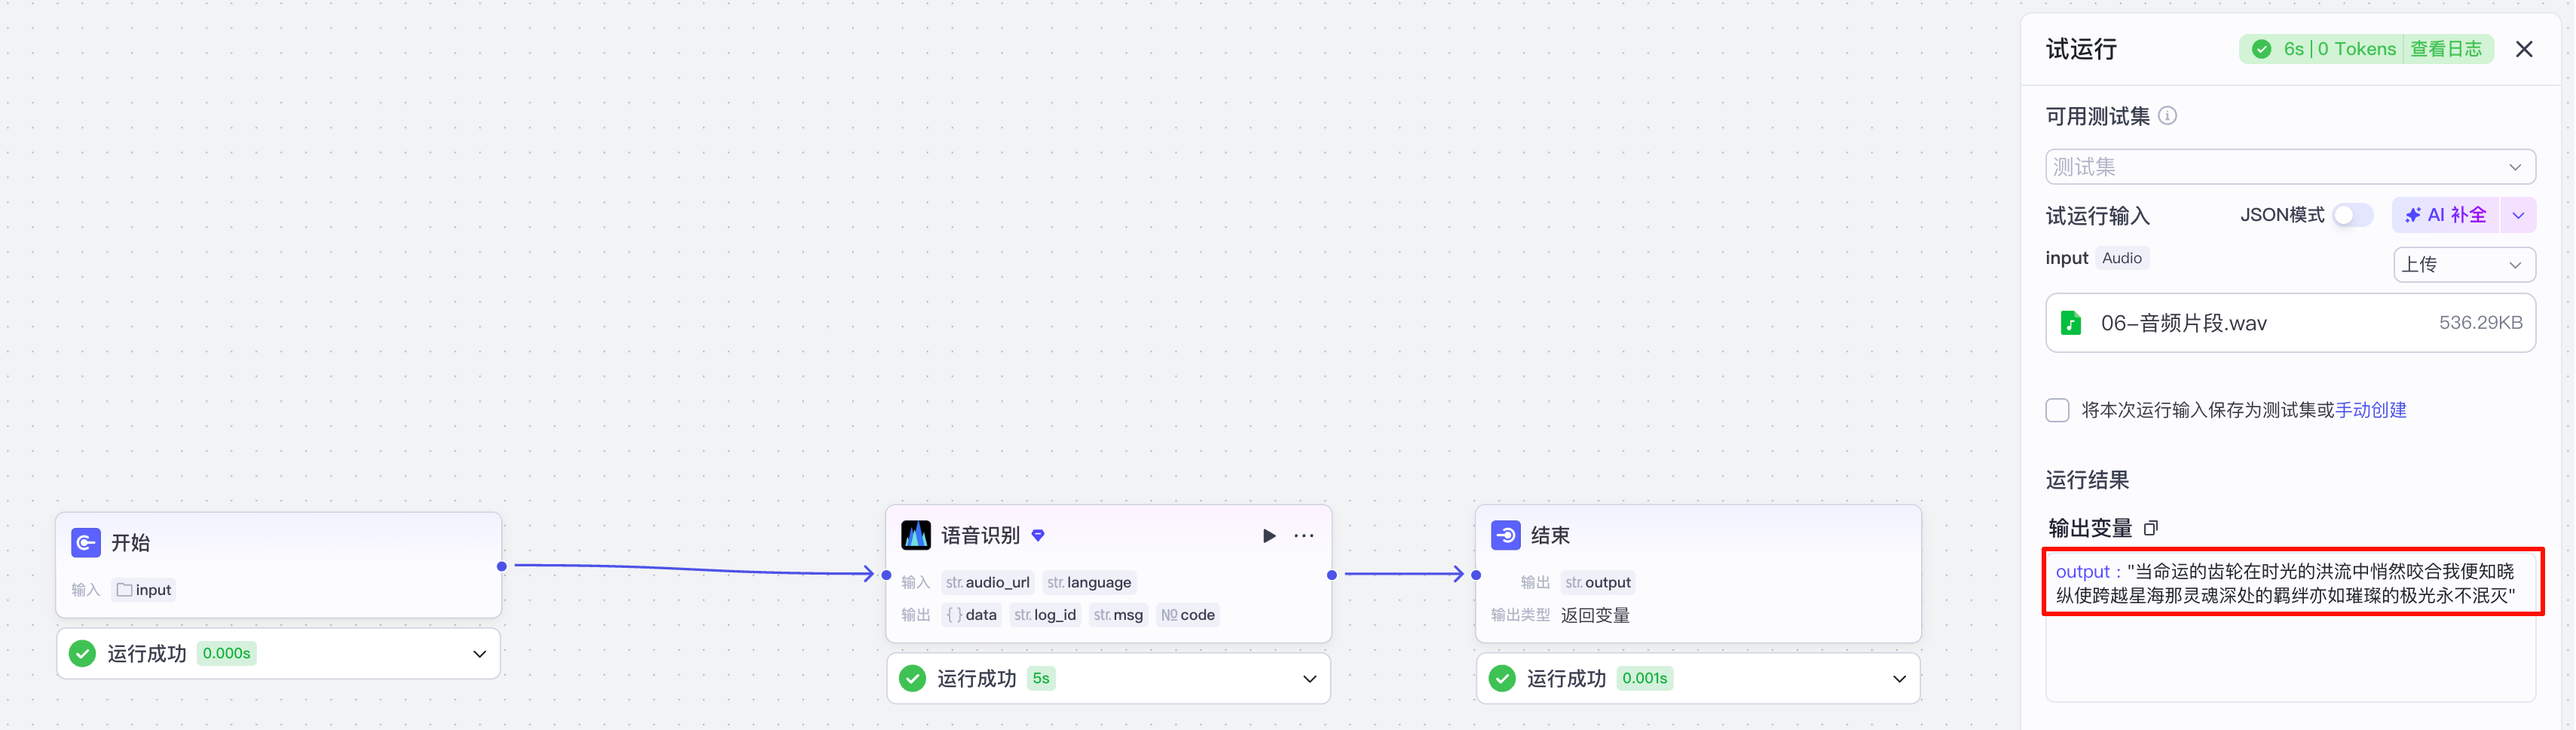 开始
输入 input
运行成功 0.000s
语音识别
输入 str. audio_url str. language
输出 { } data str. log_id str. msg № code
运行成功 5s
结束
输出 str. output
输出类型 返回变量
运行成功 0.001s
试运行 6s | 0 Tokens 查看日志
可用测试集
测试集
试运行输入 JSON模式 AI 补全
input Audio 上传
06-音频片段.wav 536.29KB
将本次运行输入保存为测试集或手动创建
运行结果
输出变量
output : "当命运的齿轮在时光的洪流中悄然咬合我便知晓
纵使跨越星海那灵魂深处的羁绊亦如璀璨的极光永不泯灭"